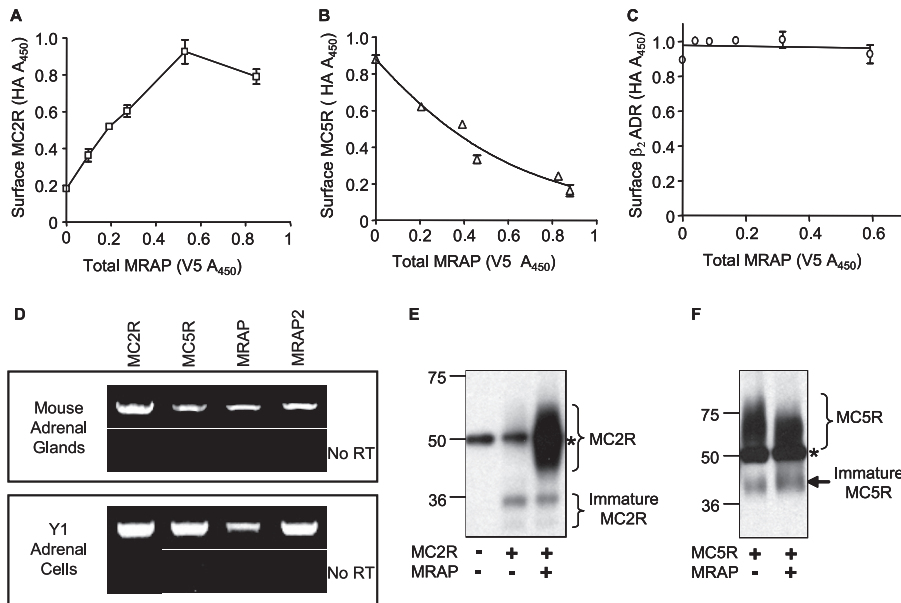 A
Surface MC2R (HA A450)
1.0
0.8
0.6
0.4
0.2
0
0 0.2 0.4 0.6 0.8 1
Total MRAP (V5 A450)
B
Surface MC5R ( HA A450)
1.0
0.8
0.6
0.4
0.2
0
0 0.2 0.4 0.6 0.8 1
Total MRAP (V5 A450)
C
Surface β2 ADR (HA A450)
1.0
0.8
0.6
0.4
0.2
0
0 0.2 0.4 0.6
Total MRAP (V5 A450)
D
MC2R
MC5R
MRAP
MRAP2
Mouse
Adrenal
Glands
No RT
Y1
Adrenal
Cells
No RT
E
75
50
36
*
MC2R
Immature
MC2R
MC2R - + +
MRAP - - +
F
75
50
36
MC5R
*
Immature
MC5R
MC5R + +
MRAP - +